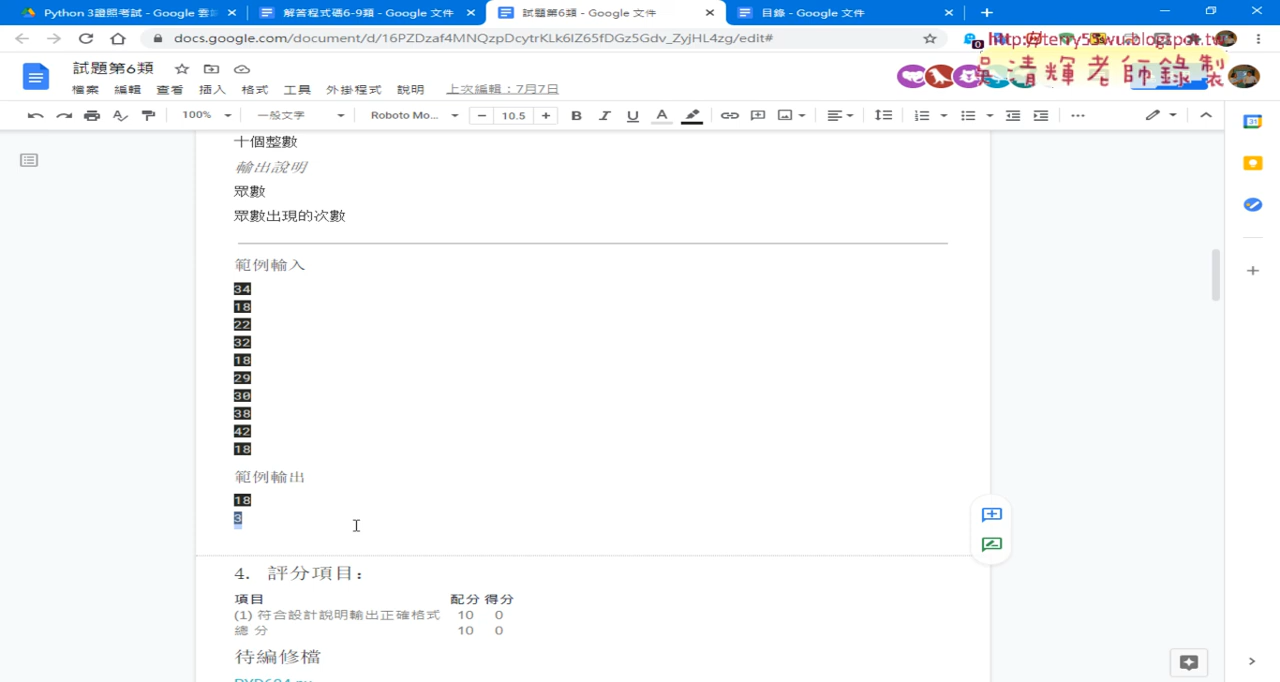 Python 3證照考試 - Google 雲端
解答程式碼6-9類 - Google 文件
試題第6類 - Google 文件
目錄 - Google 文件
docs.google.com/document/d/16PZDzaf4MNQzpDcytrKLk6IZ65fDGz5Gdv_ZyjHL4zg/edit#
http://terry55wu.blogspot.tw
吳清輝老師錄製
試題第6類
檔案 編輯 查看 插入 格式 工具 外掛程式 說明 上次編輯：7月7日
100% 一般文字 Roboto Mo... 10.5
十個整數
輸出說明
眾數
眾數出現的次數
範例輸入
34
18
22
32
18
29
30
38
42
18
範例輸出
18
3
4. 評分項目：
項目 配分 得分
(1) 符合設計說明輸出正確格式 10 0
總 分 10 0
待編修檔